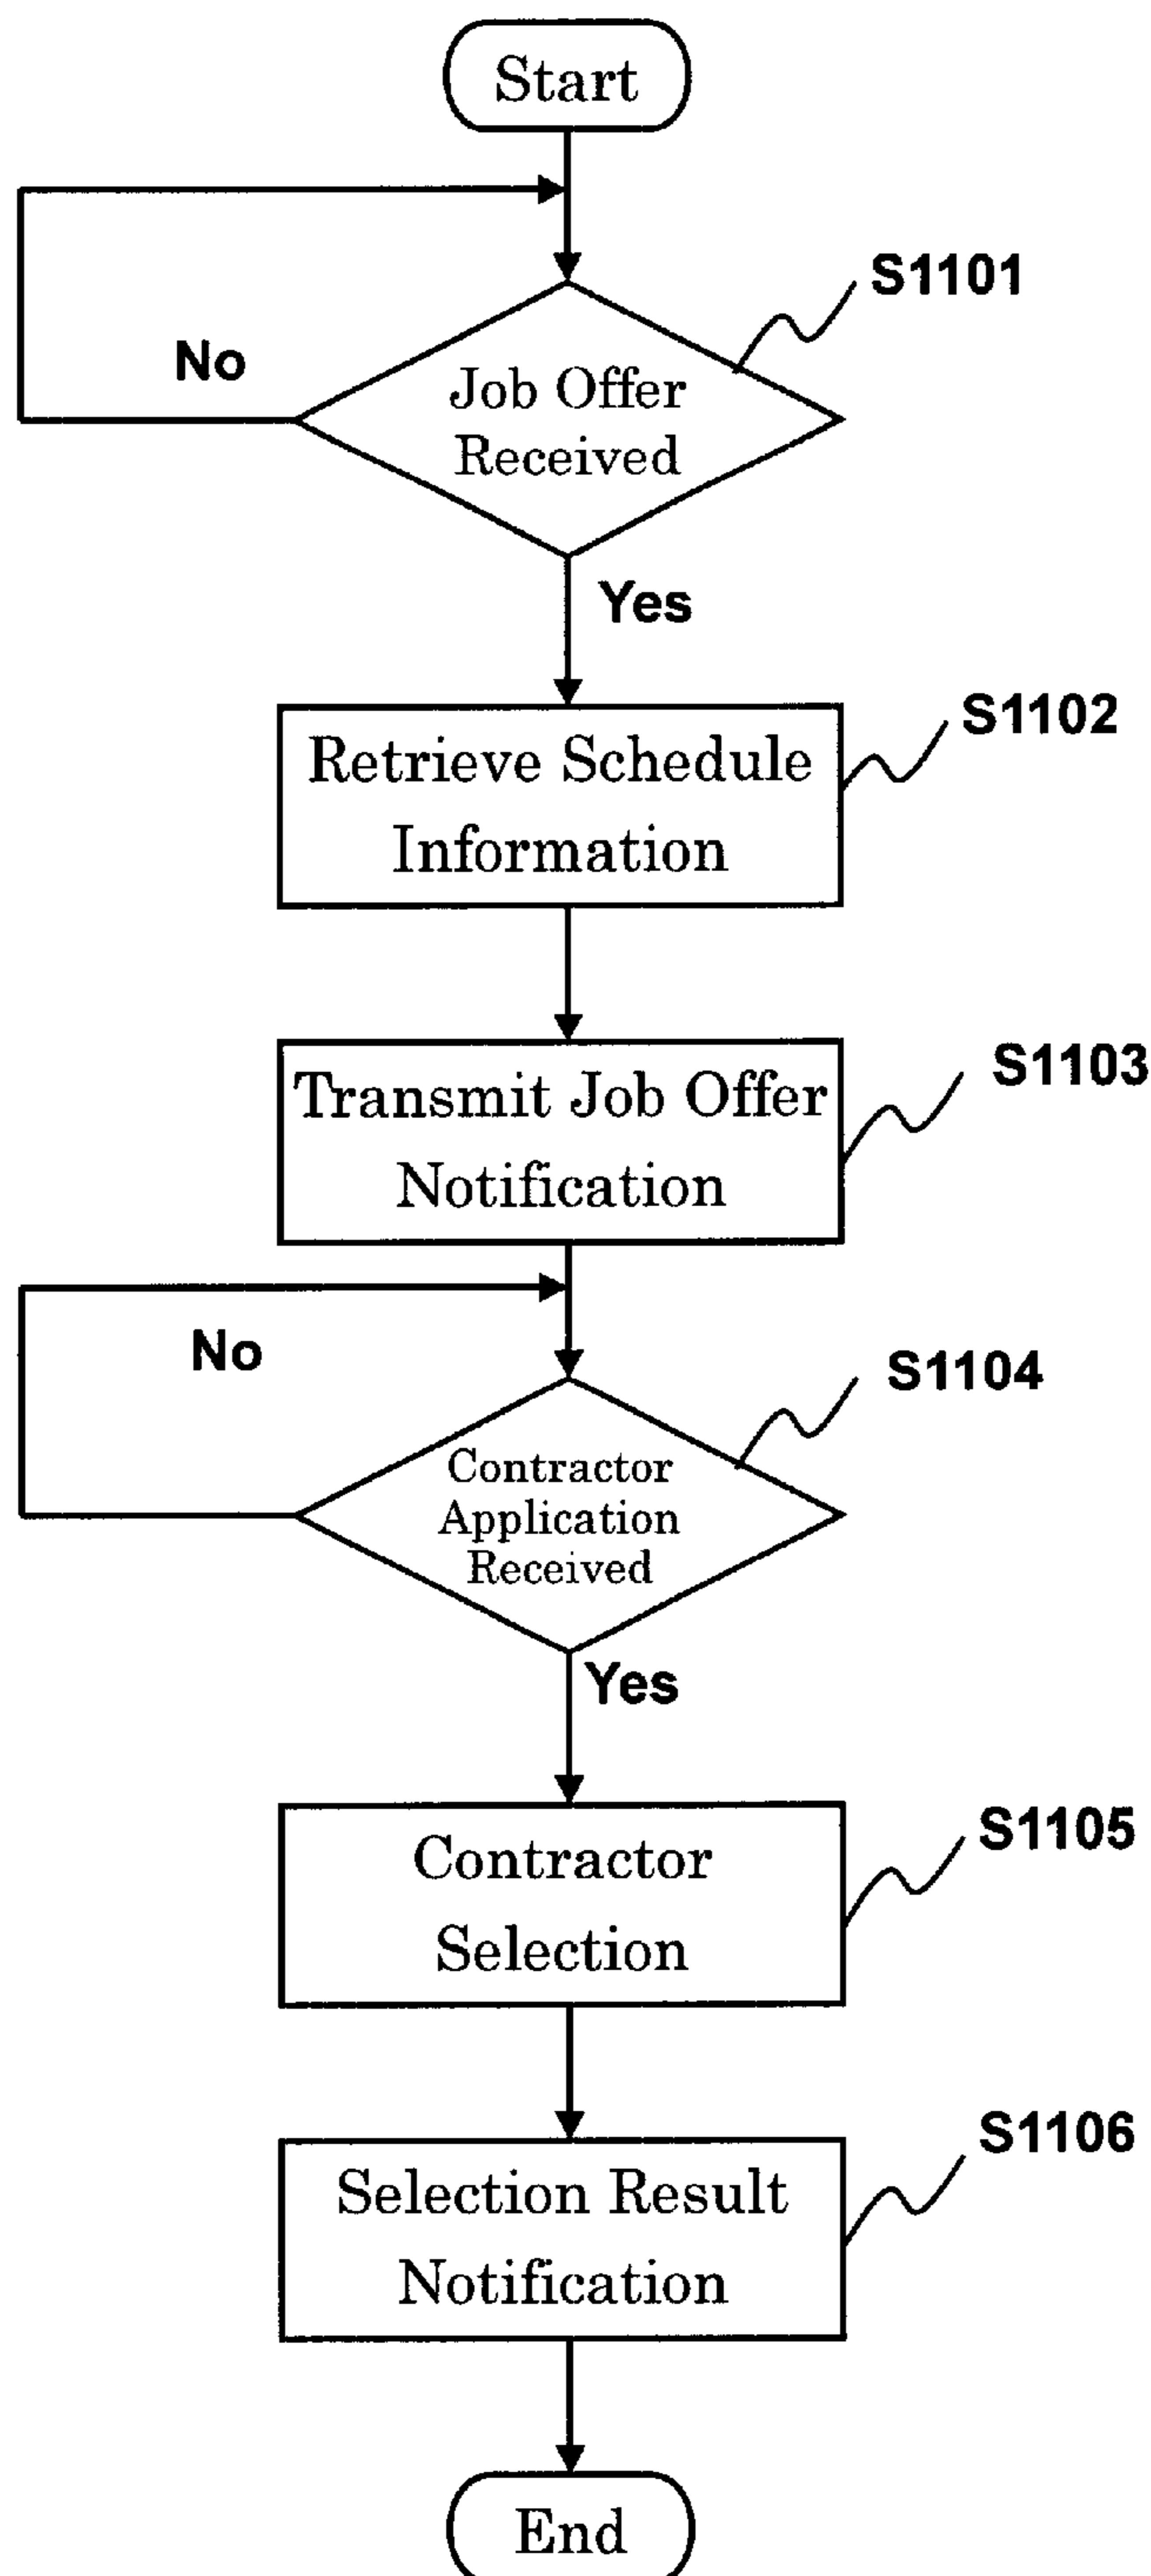 Start
S1101
No
Job Offer
Received
Yes
S1102
Retrieve Schedule
Information
S1103
Transmit Job Offer
Notification
No
S1104
Contractor
Application
Received
Yes
S1105
Contractor
Selection
S1106
Selection Result
Notification
End